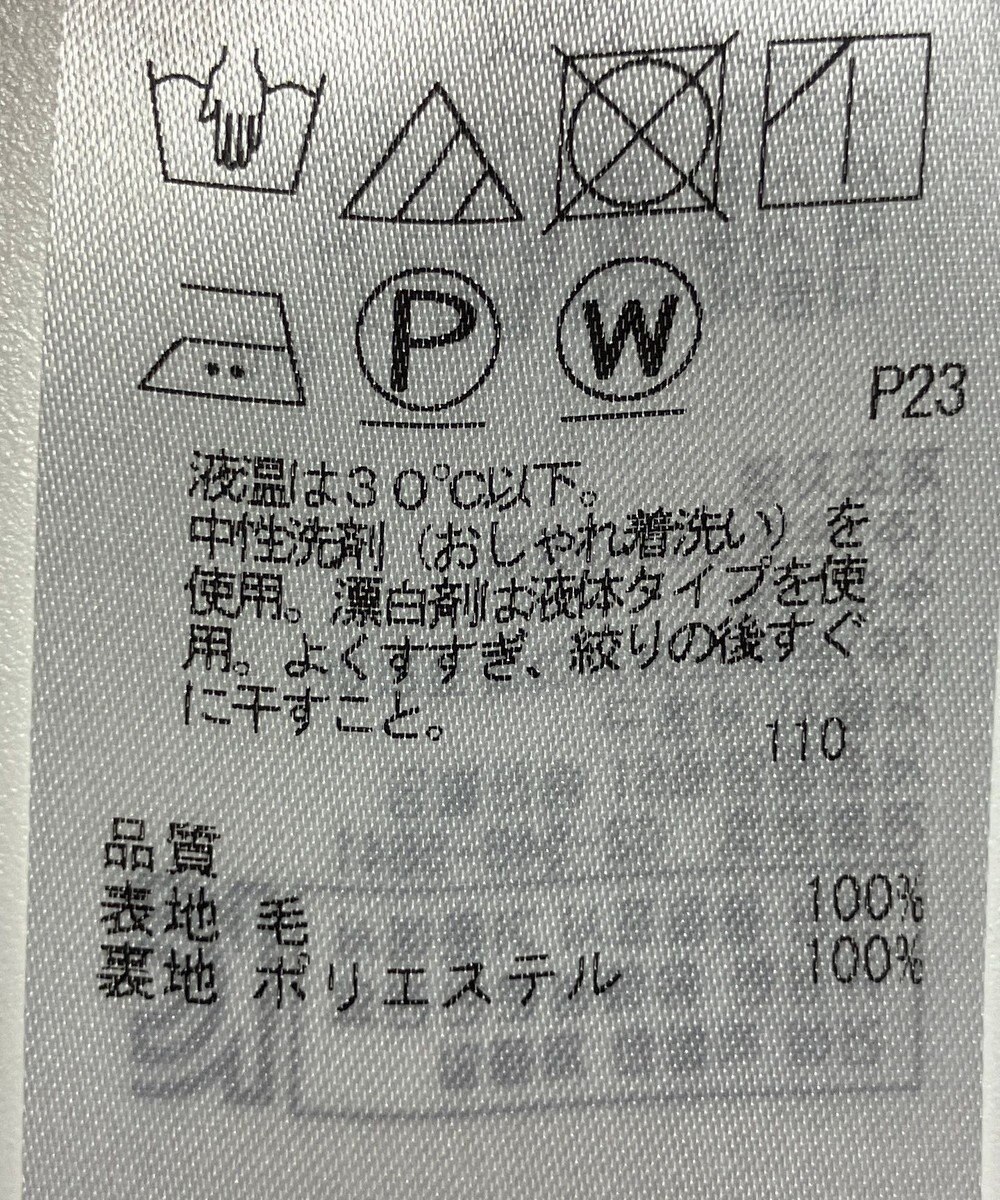 P
W
P23
液温は30℃以下。
中性洗剤（おしゃれ着洗い）を
使用。漂白剤は液体タイプを使
用。よくすすぎ、絞りの後すぐ
に干すこと。
110
品質
表地 毛 100%
裏地 ポリエステル 100%